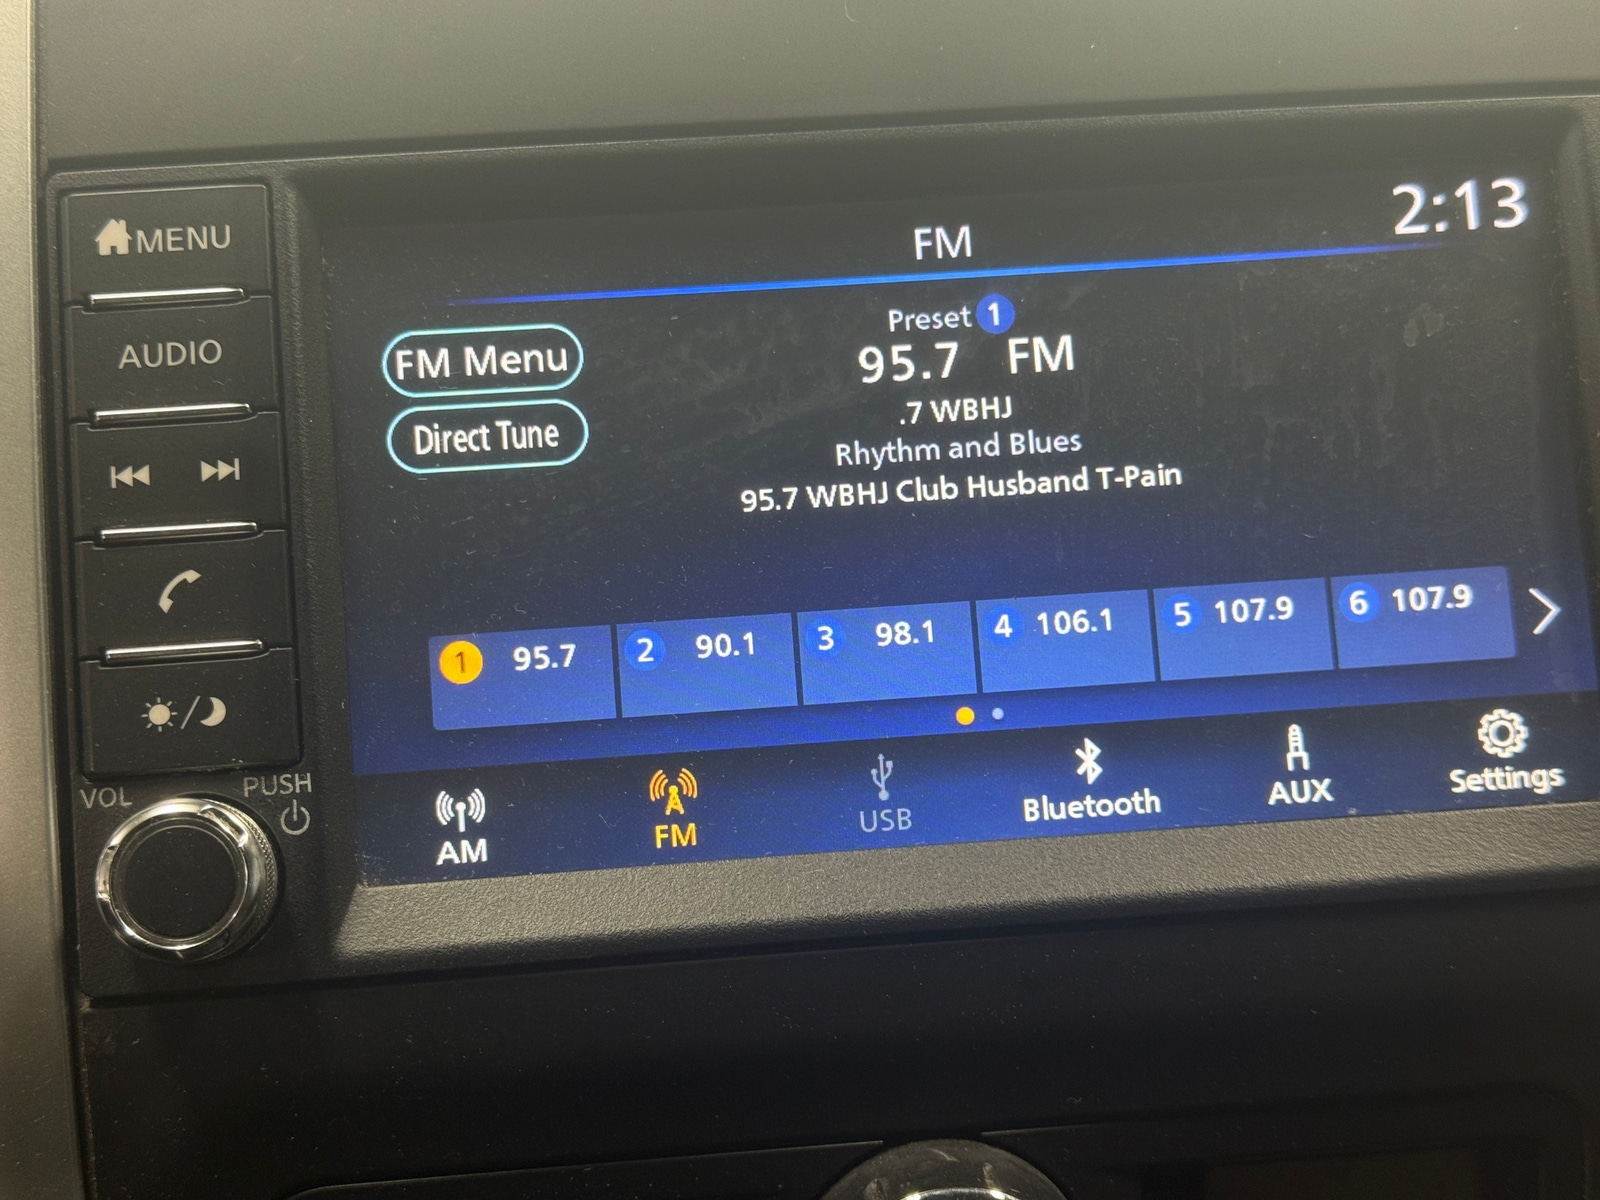 MENU
AUDIO
VOL
PUSH
2:13
FM
FM Menu
Direct Tune
Preset 1
95.7 FM
.7 WBHJ
Rhythm and Blues
95.7 WBHJ Club Husband T-Pain
1 95.7
2 90.1
3 98.1
4 106.1
5 107.9
6 107.9
AM
FM
USB
Bluetooth
AUX
Settings